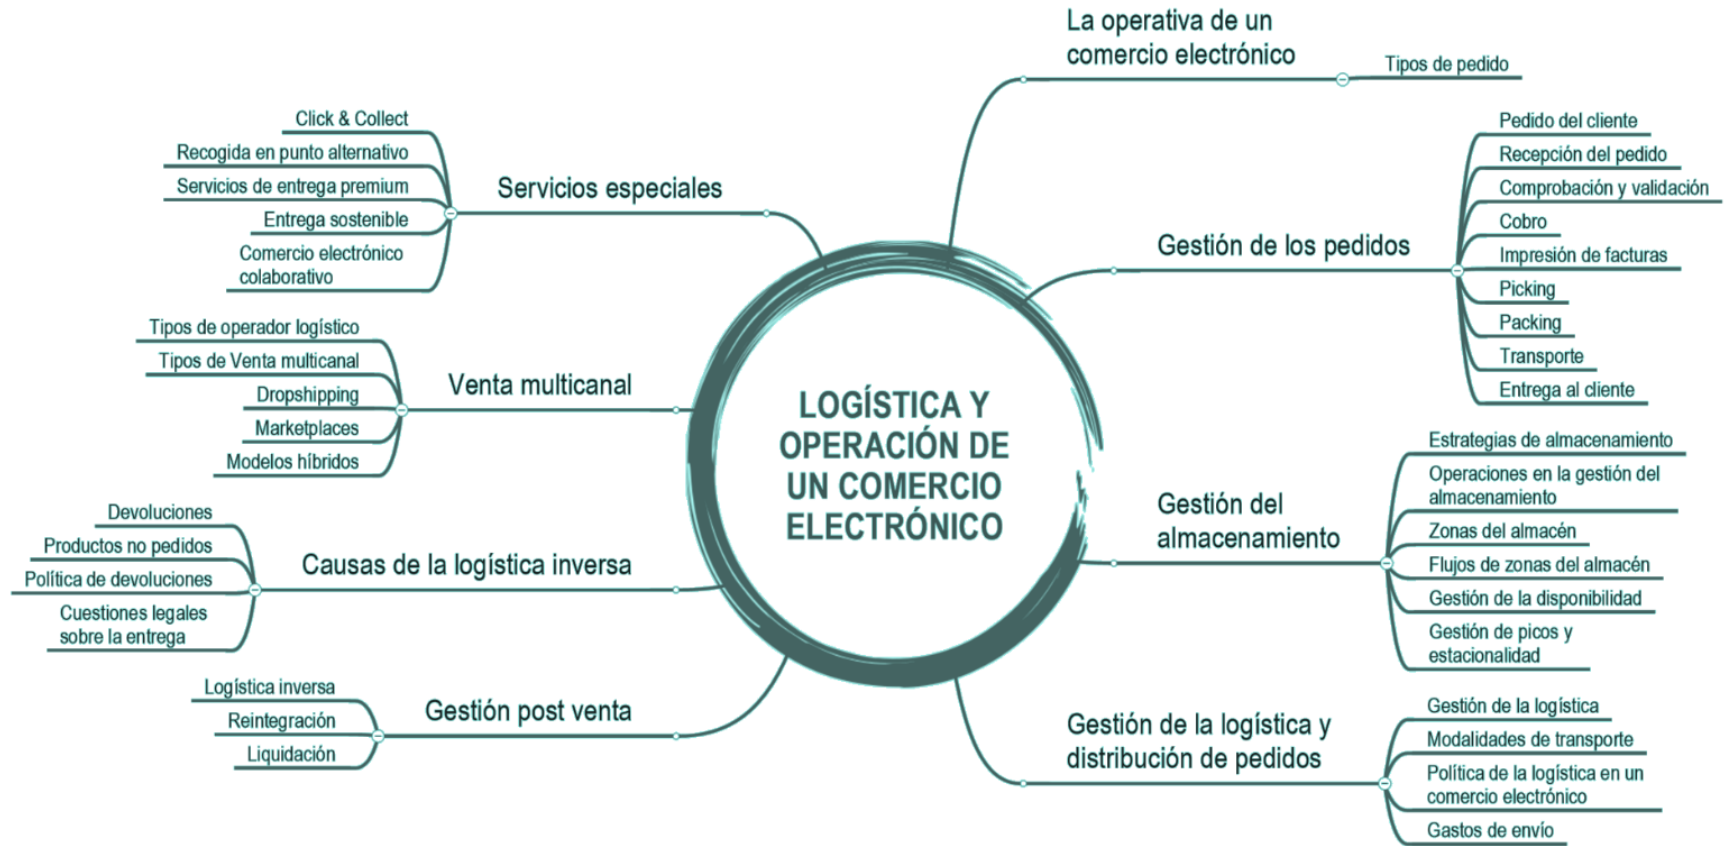 LOGÍSTICA Y
OPERACIÓN DE
UN COMERCIO
ELECTRÓNICO
La operativa de un
comercio electrónico
Tipos de pedido
Gestión de los pedidos
Pedido del cliente
Recepción del pedido
Comprobación y validación
Cobro
Impresión de facturas
Picking
Packing
Transporte
Entrega al cliente
Gestión del
almacenamiento
Estrategias de almacenamiento
Operaciones en la gestión del
almacenamiento
Zonas del almacén
Flujos de zonas del almacén
Gestión de la disponibilidad
Gestión de picos y
estacionalidad
Gestión de la logística y
distribución de pedidos
Gestión de la logística
Modalidades de transporte
Política de la logística en un
comercio electrónico
Gastos de envío
Servicios especiales
Click & Collect
Recogida en punto alternativo
Servicios de entrega premium
Entrega sostenible
Comercio electrónico
colaborativo
Venta multicanal
Tipos de operador logístico
Tipos de Venta multicanal
Dropshipping
Marketplaces
Modelos híbridos
Causas de la logística inversa
Devoluciones
Productos no pedidos
Política de devoluciones
Cuestiones legales
sobre la entrega
Gestión post venta
Logística inversa
Reintegración
Liquidación